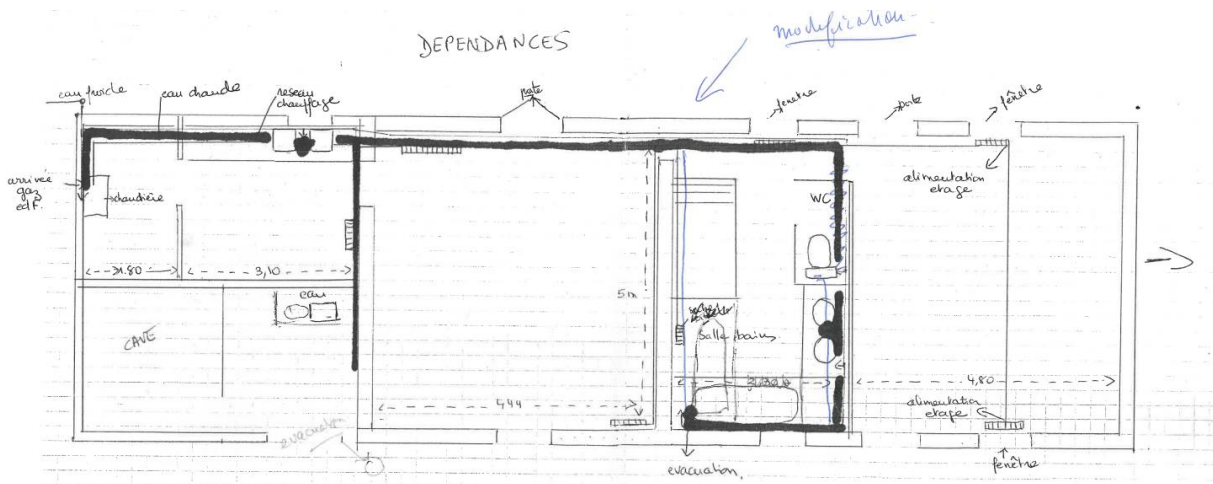 modification
DEPENDANCES
eau froide
eau chaude
réseau
chauffage
porte
fenêtre
porte
fenêtre
arrivée
gaz
edf.
chaudière
alimentation
etage
WC
1.80
3,10
5m
eau
CAVE
Salle bains
4,80
4,44
alimentation
etage
evacuation
evacuation
fenêtre